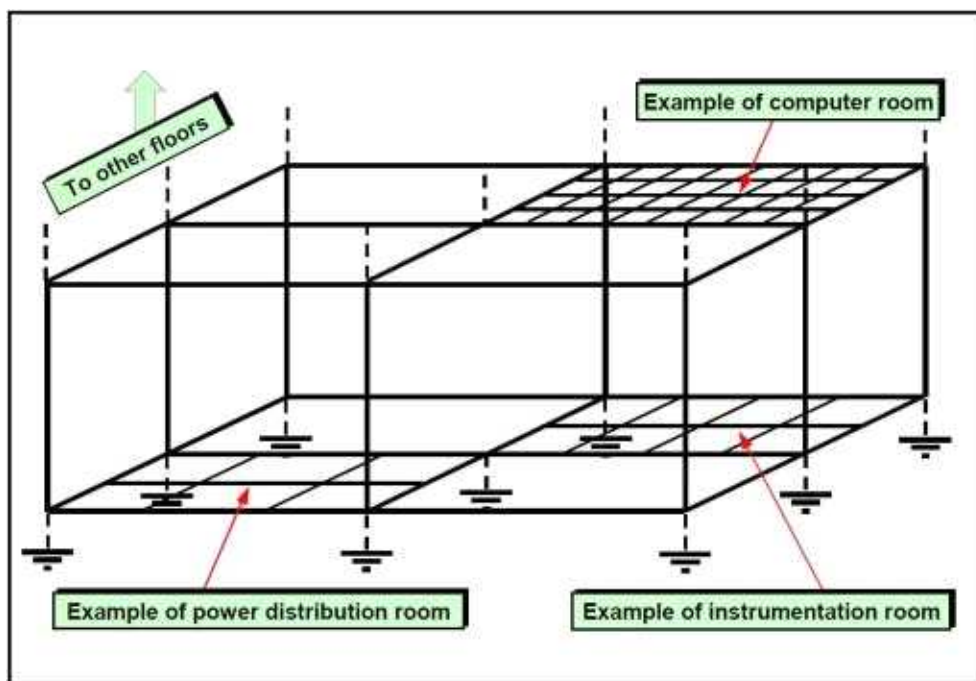 To other floors
Example of computer room
Example of power distribution room
Example of instrumentation room